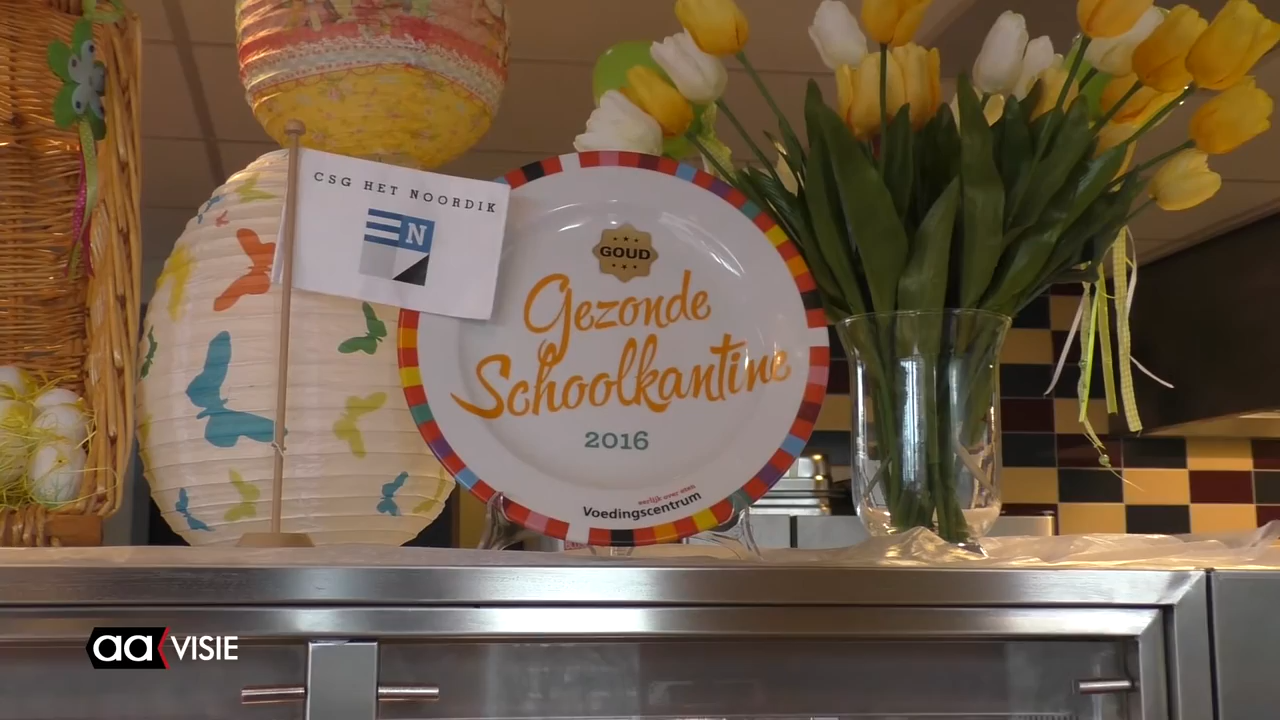 CSG HET NOORDIK
N
GOUD
Gezonde
Schoolkantine
2016
eerlijk over eten
Voedingscentrum
aa VISIE